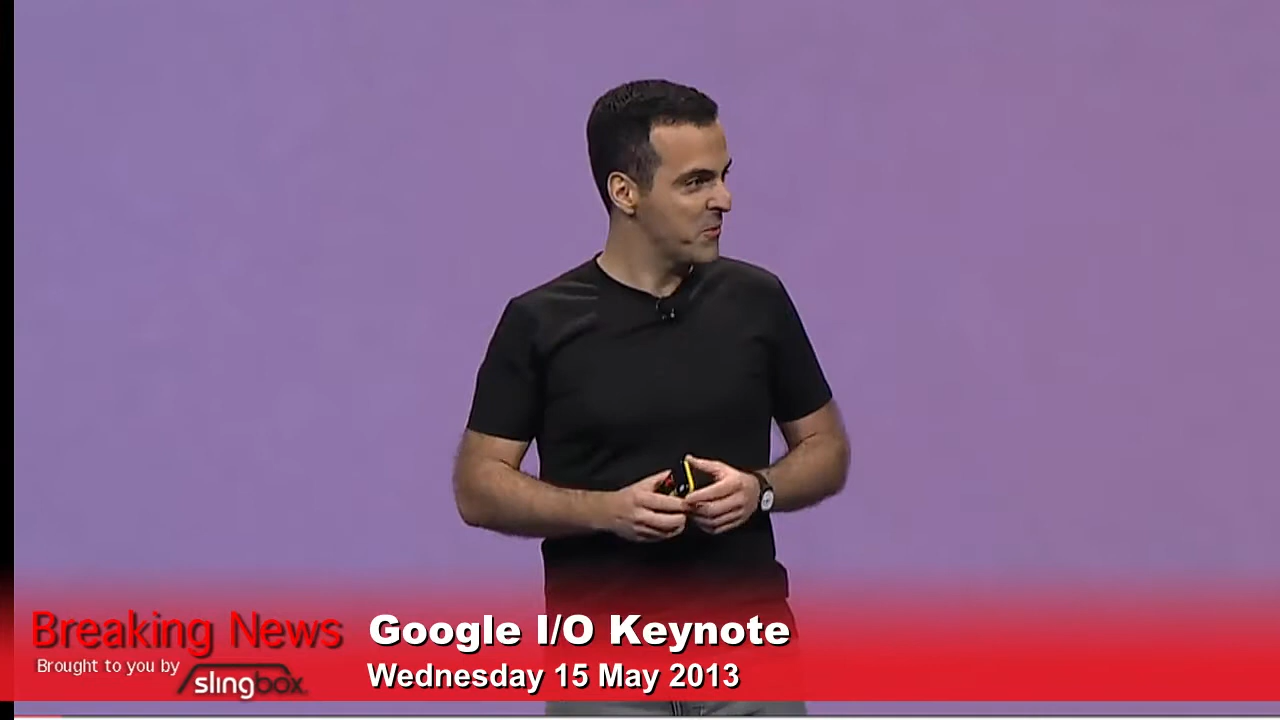 Breaking News
Brought to you by
slingbox
Google I/O Keynote
Wednesday 15 May 2013